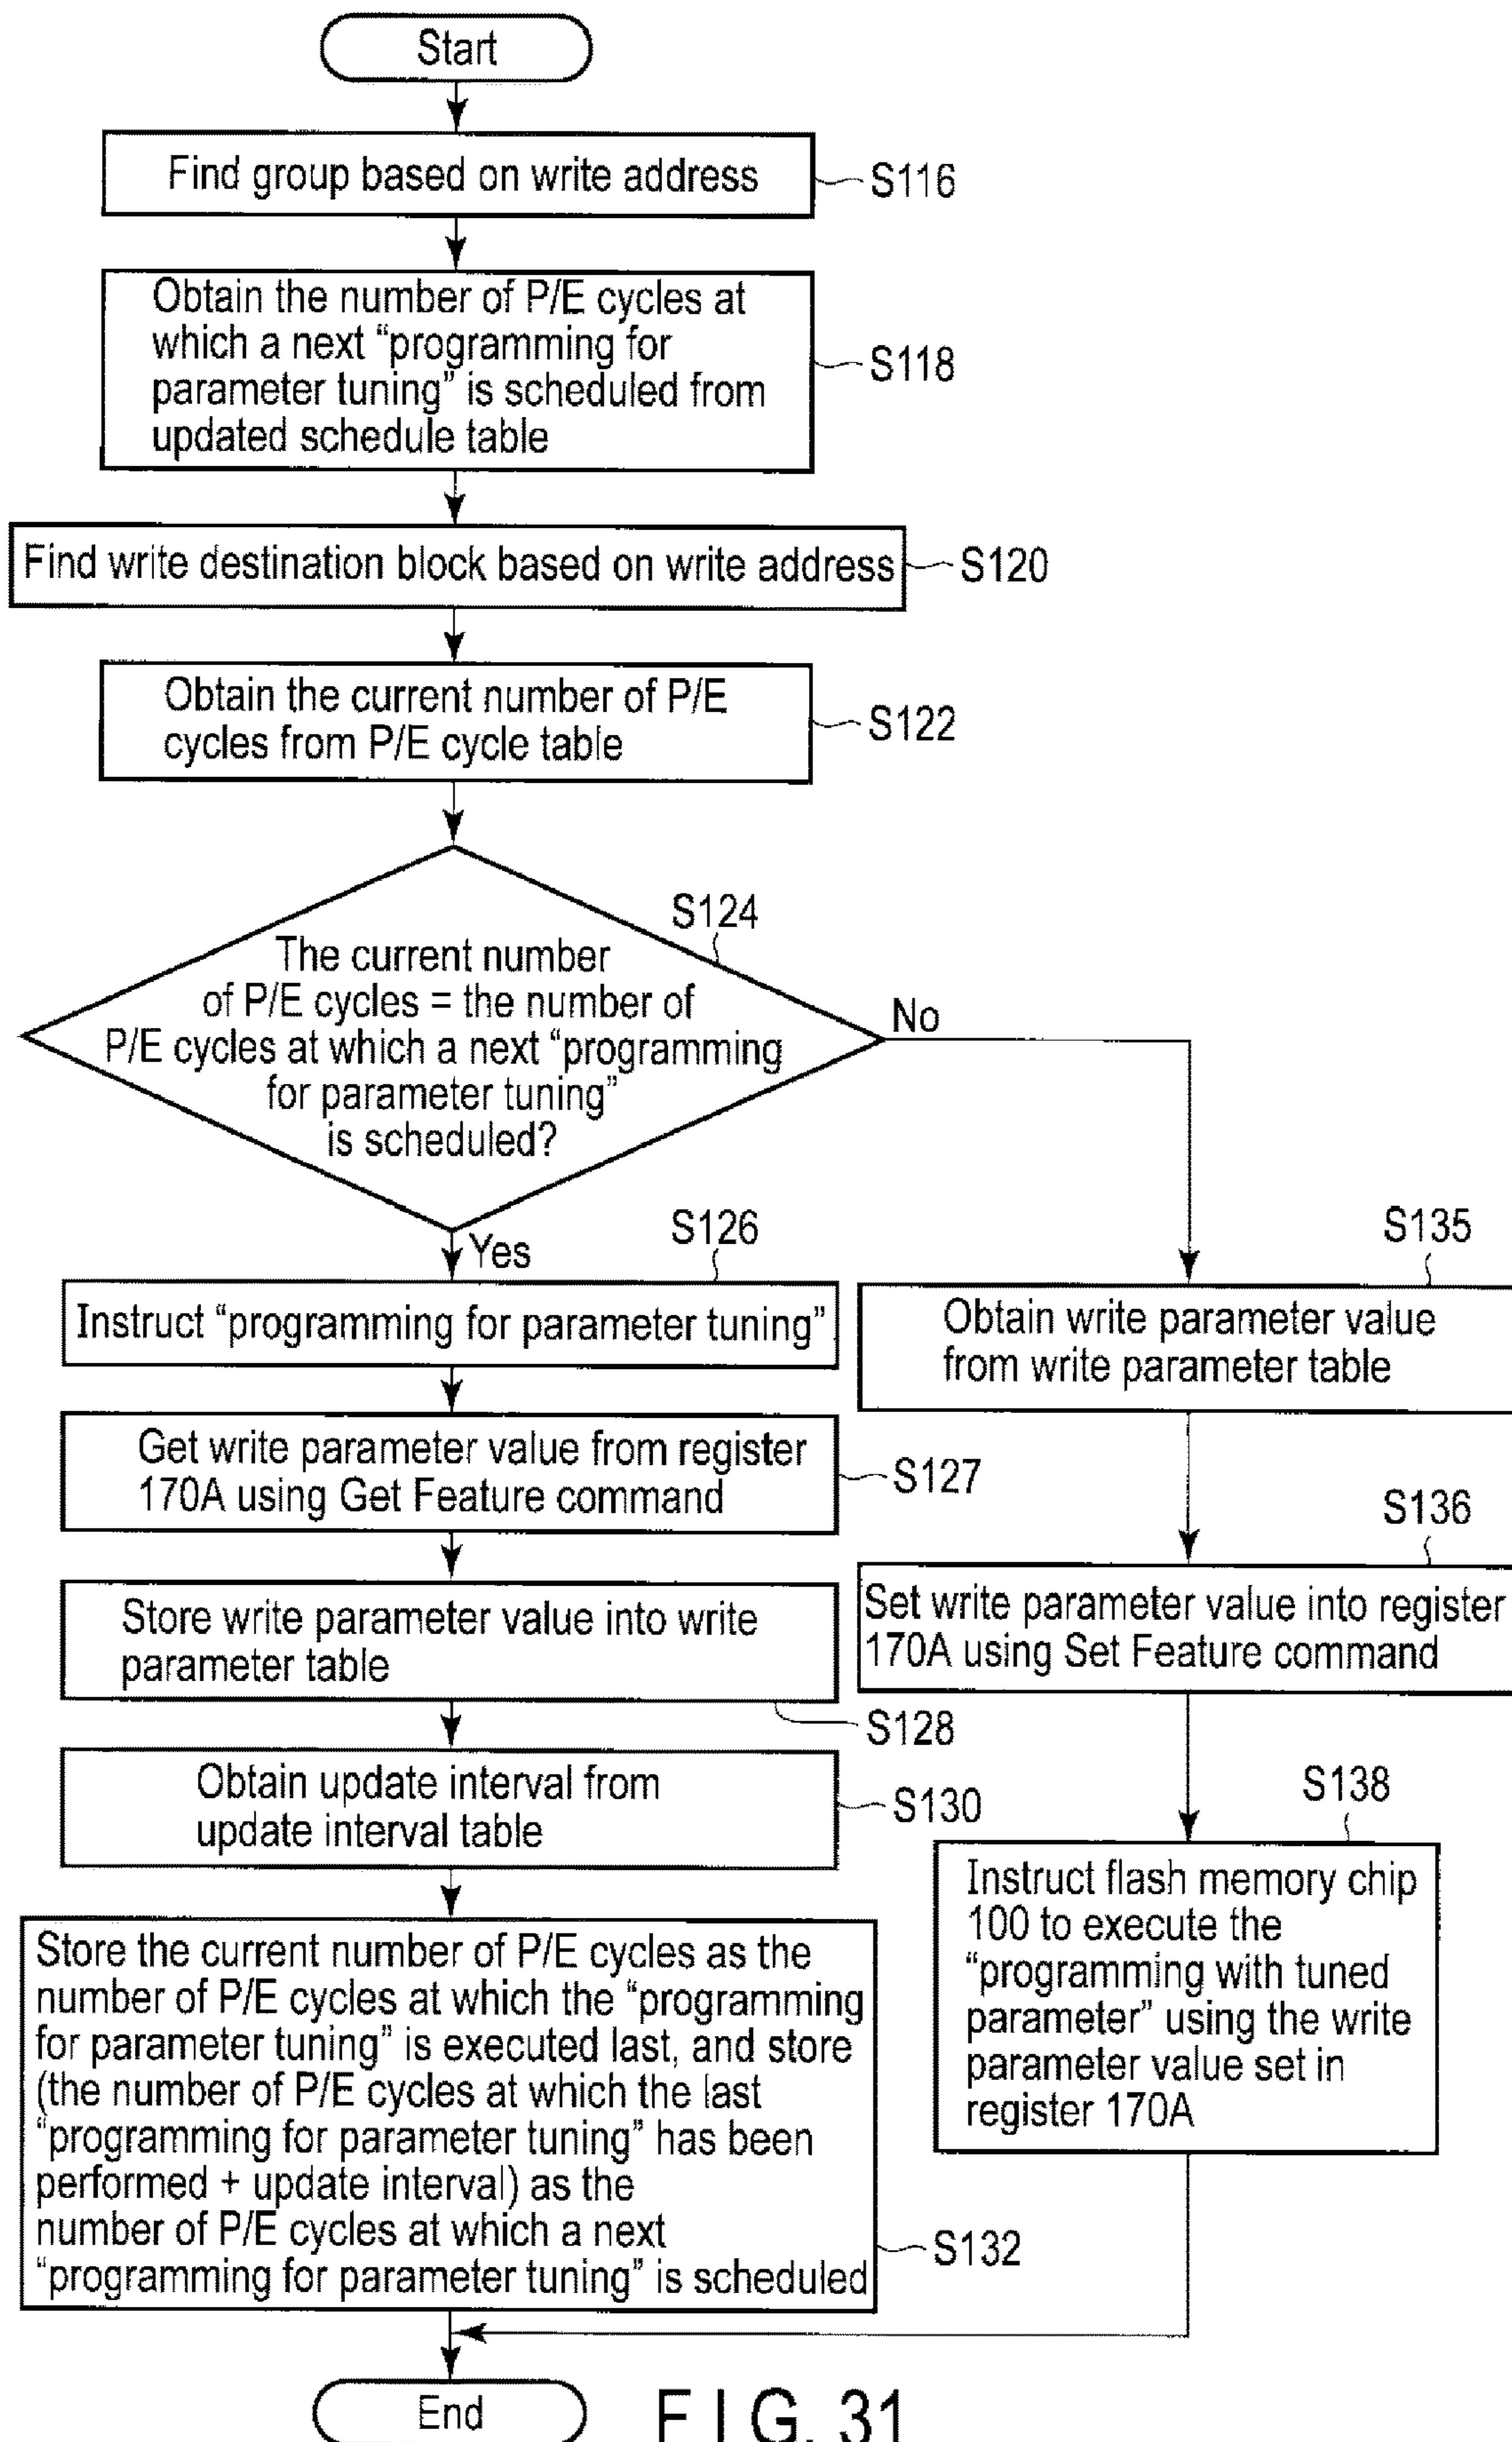 Start
Find group based on write address
S116
Obtain the number of P/E cycles at
which a next “programming for
parameter tuning” is scheduled from
updated schedule table
S118
Find write destination block based on write address
S120
Obtain the current number of P/E
cycles from P/E cycle table
S122
S124
The current number
of P/E cycles = the number of
P/E cycles at which a next “programming
for parameter tuning”
is scheduled?
No
Yes
S126
Instruct “programming for parameter tuning”
Get write parameter value from register
170A using Get Feature command
S127
Store write parameter value into write
parameter table
S128
Obtain update interval from
update interval table
S130
Store the current number of P/E cycles as the
number of P/E cycles at which the “programming
for parameter tuning” is executed last, and store
(the number of P/E cycles at which the last
“programming for parameter tuning” has been
performed + update interval) as the
number of P/E cycles at which a next
“programming for parameter tuning” is scheduled
S132
S135
Obtain write parameter value
from write parameter table
S136
Set write parameter value into register
170A using Set Feature command
S138
Instruct flash memory chip
100 to execute the
“programming with tuned
parameter” using the write
parameter value set in
register 170A
End
FIG. 31